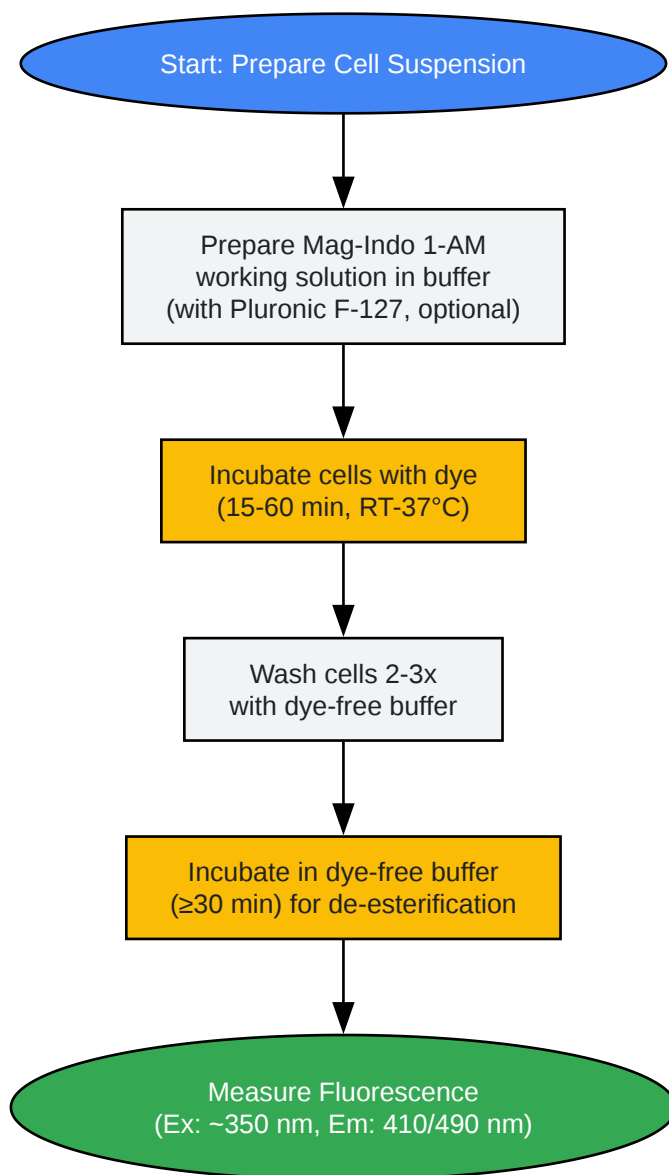 Start: Prepare Cell Suspension
Prepare Mag-Indo 1-AM
working solution in buffer
(with Pluronic F-127, optional)
Incubate cells with dye
(15-60 min, RT-37°C)
Wash cells 2-3x
with dye-free buffer
Incubate in dye-free buffer
(≥30 min) for de-esterification
Measure Fluorescence
(Ex: ~350 nm, Em: 410/490 nm)